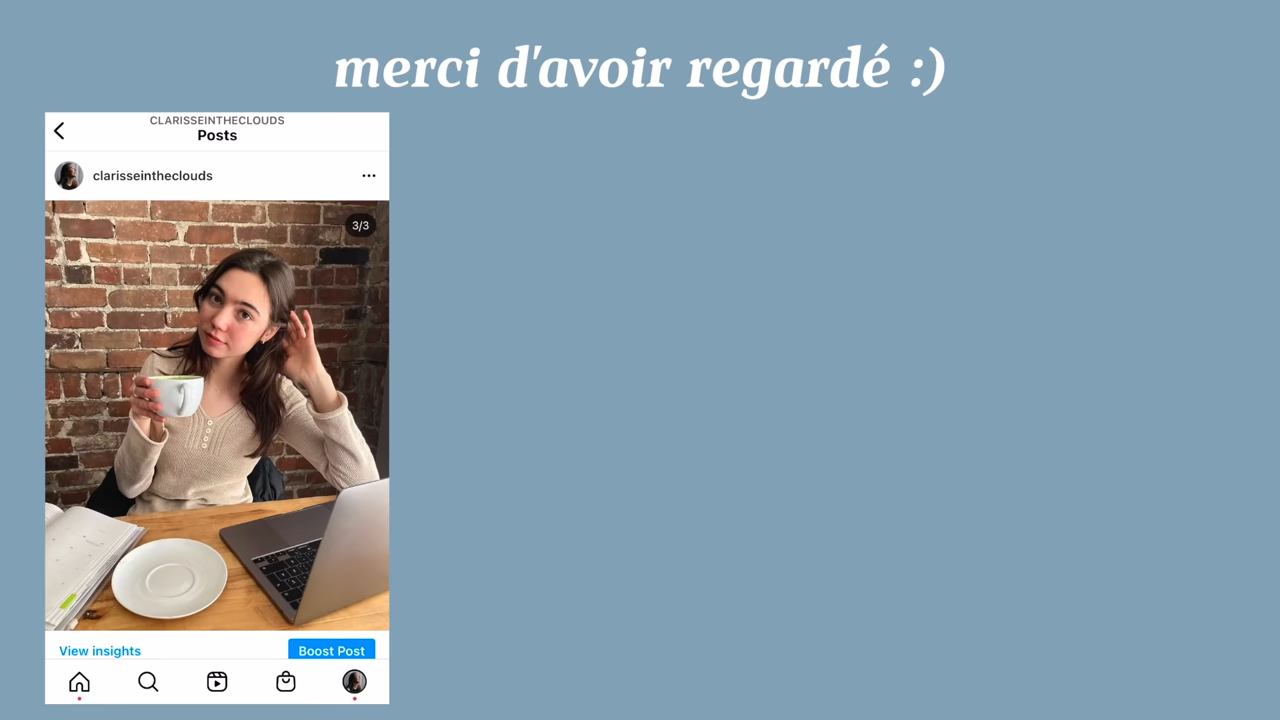 merci d'avoir regardé :)
CLARISSEINTHECLOUDS
Posts
clarisseintheclouds
3/3
View insights
Boost Post